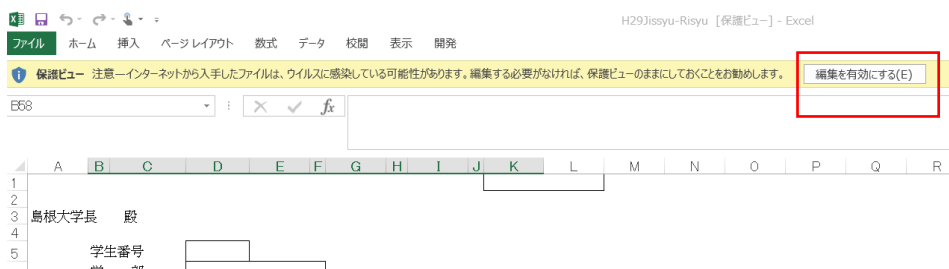 H29Jissyu-Risyu [保護ビュー] - Excel
ファイル ホーム 挿入 ページ レイアウト 数式 データ 校閲 表示 開発
保護ビュー 注意—インターネットから入手したファイルは、ウイルスに感染している可能性があります。編集する必要がなければ、保護ビューのままにしておくことをお勧めします。 編集を有効にする(E)
B58 fx
A B C D E F G H I J K L M N O P Q R
1
2
3 島根大学長 殿
4
5 学生番号
学 部